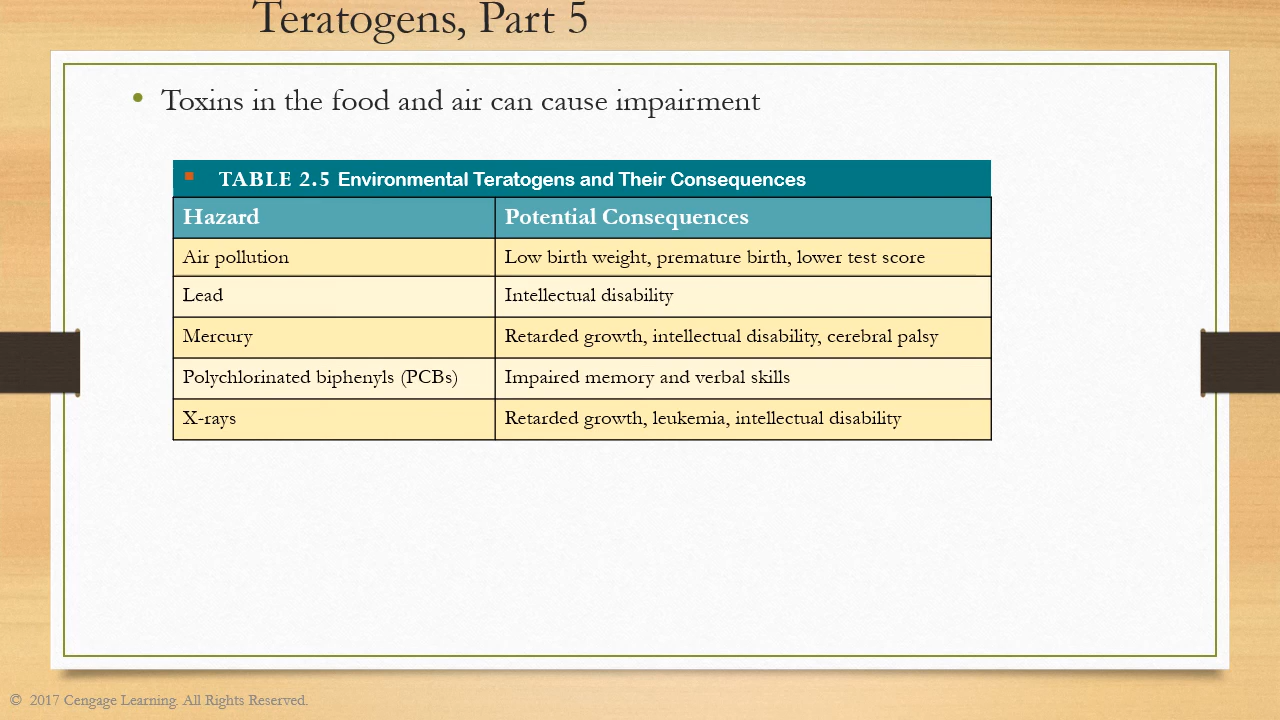 Teratogens, Part 5
• Toxins in the food and air can cause impairment
▪ TABLE 2.5 Environmental Teratogens and Their Consequences
Hazard Potential Consequences
Air pollution Low birth weight, premature birth, lower test score
Lead Intellectual disability
Mercury Retarded growth, intellectual disability, cerebral palsy
Polychlorinated biphenyls (PCBs) Impaired memory and verbal skills
X-rays Retarded growth, leukemia, intellectual disability
© 2017 Cengage Learning. All Rights Reserved.